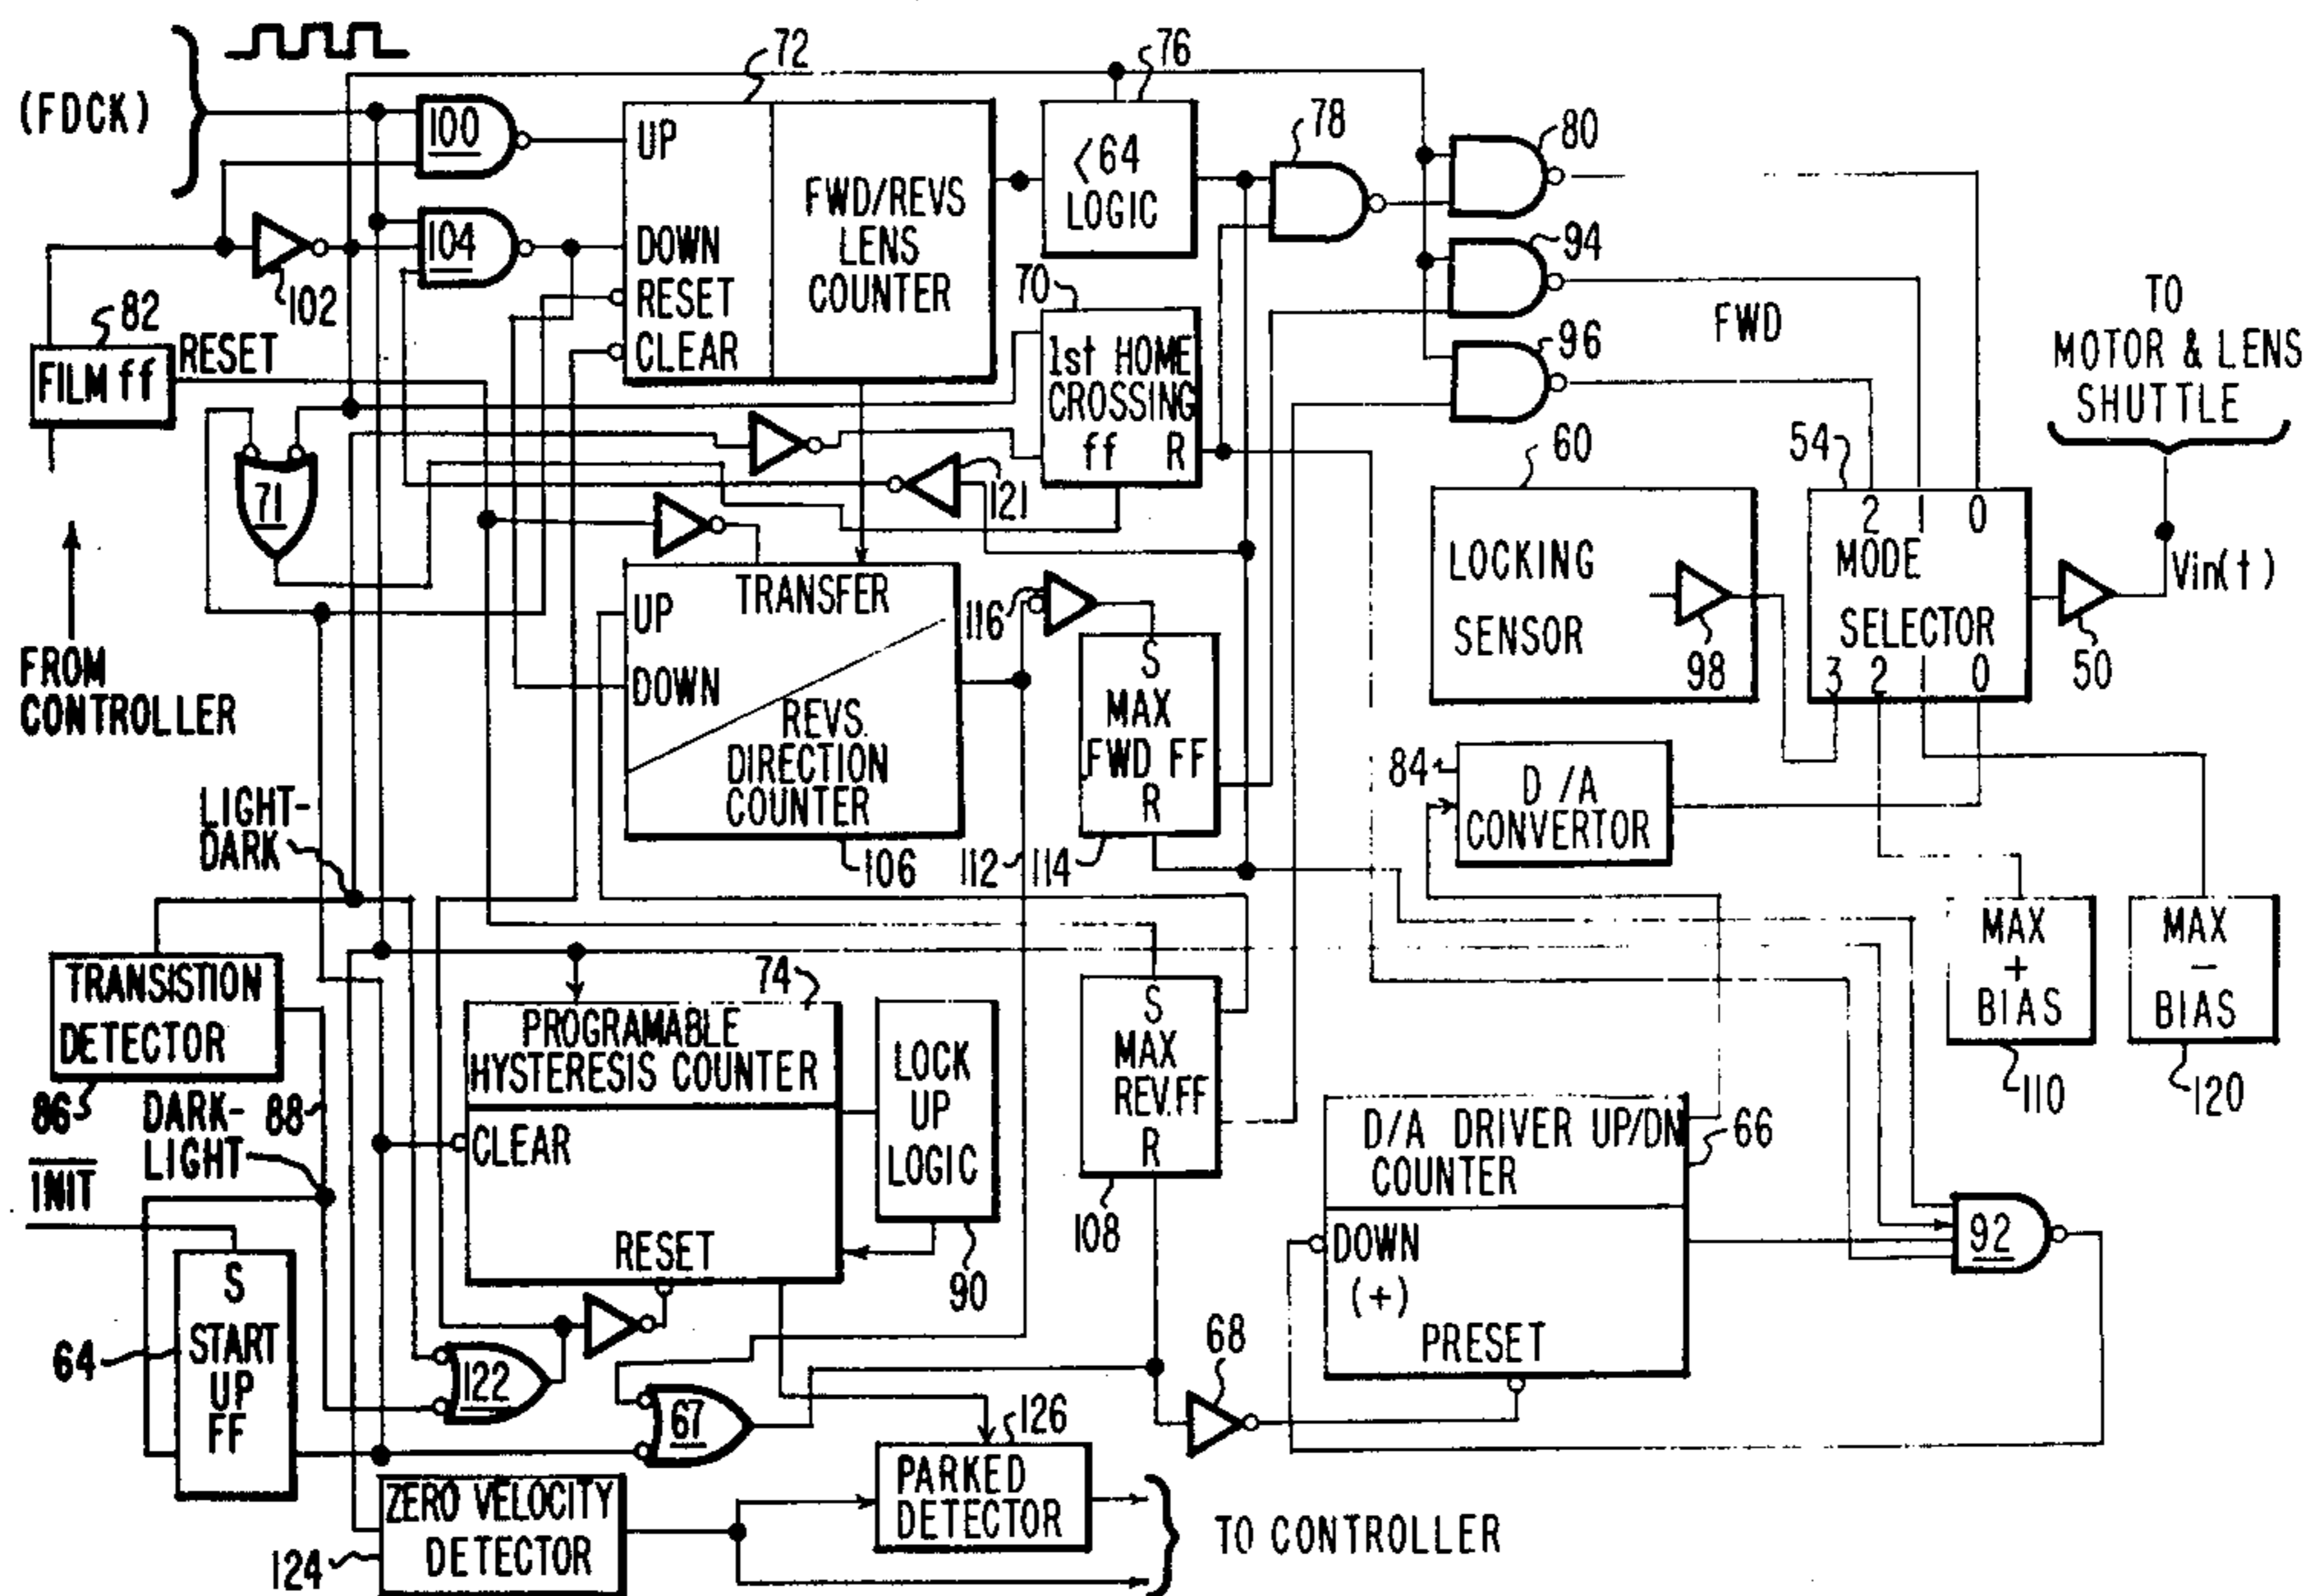 (FDCK)
72
76
100
UP
FWD/REVS
LENS
COUNTER
<64
LOGIC
78
80
104
DOWN
RESET
CLEAR
102
94
70
FWD
TO
MOTOR & LENS
SHUTTLE
82
RESET
FILM ff
1st HOME
CROSSING
ff R
96
60
54
71
121
2 1 0
MODE
SELECTOR
3 2 1 0
LOCKING
SENSOR
98
Vin(t)
50
TRANSFER
UP
DOWN
REVS.
DIRECTION
COUNTER
106
116
S
MAX
FWD FF
R
112
114
FROM
CONTROLLER
84
D/A
CONVERTOR
LIGHT-
DARK
MAX
+
BIAS
110
MAX
-
BIAS
120
TRANSISTION
DETECTOR
86
DARK-
LIGHT
88
74
PROGRAMABLE
HYSTERESIS COUNTER
CLEAR
RESET
LOCK
UP
LOGIC
90
S
MAX
REV.FF
R
108
D/A DRIVER UP/DN
COUNTER
66
DOWN
(+)
PRESET
92
INIT
S
START
UP
FF
64
122
67
68
126
PARKED
DETECTOR
ZERO VELOCITY
DETECTOR
124
TO CONTROLLER